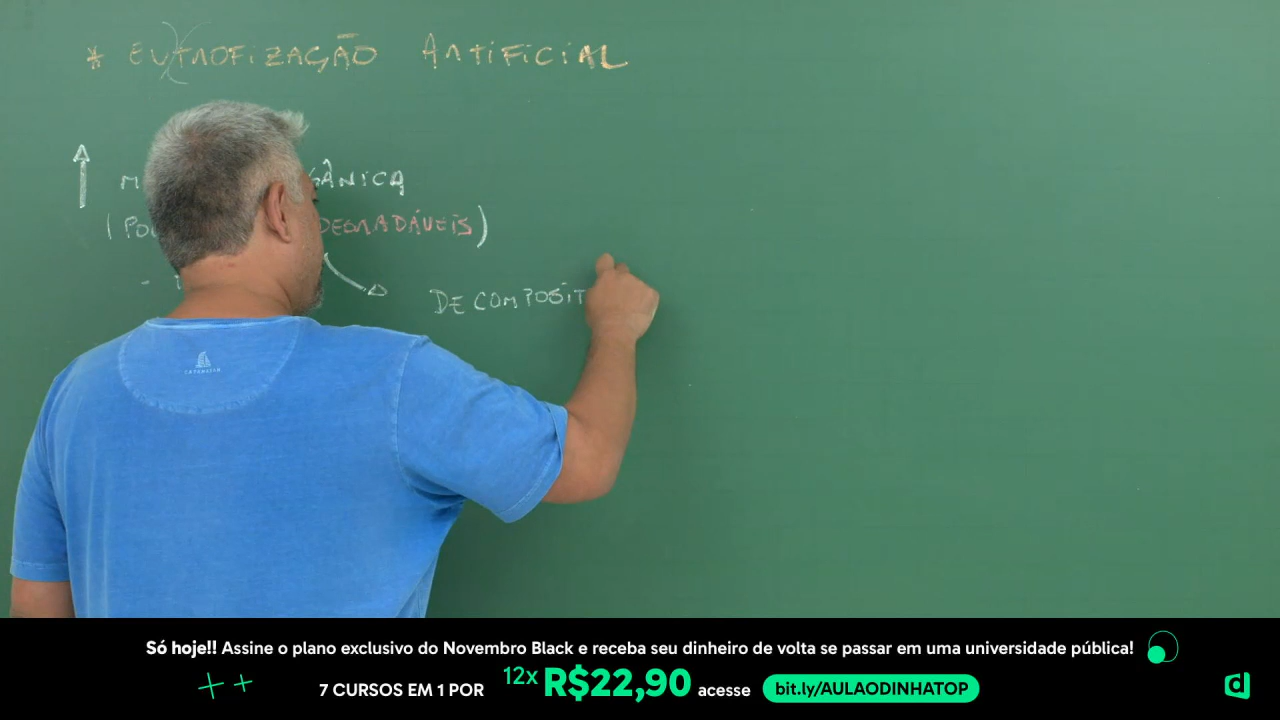 * EUTROFIZAÇÃO ARTIFICIAL
GÂNICA
DEGRADÁVEIS)
DECOMPOSIT
Só hoje!! Assine o plano exclusivo do Novembro Black e receba seu dinheiro de volta se passar em uma universidade pública!
7 CURSOS EM 1 POR 12x R$22,90 acesse bit.ly/AULAODINHATOP
d